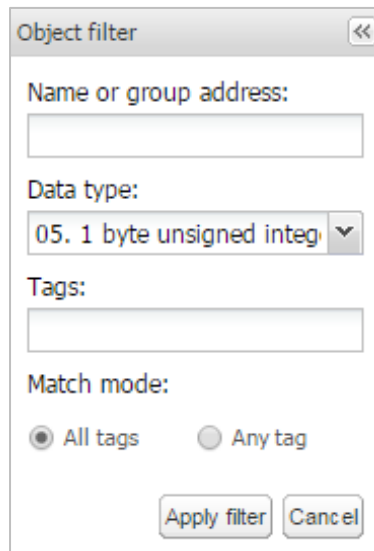 Object filter
Name or group address:
Data type:
05. 1 byte unsigned integ
Tags:
Match mode:
All tags Any tag
Apply filter Cancel